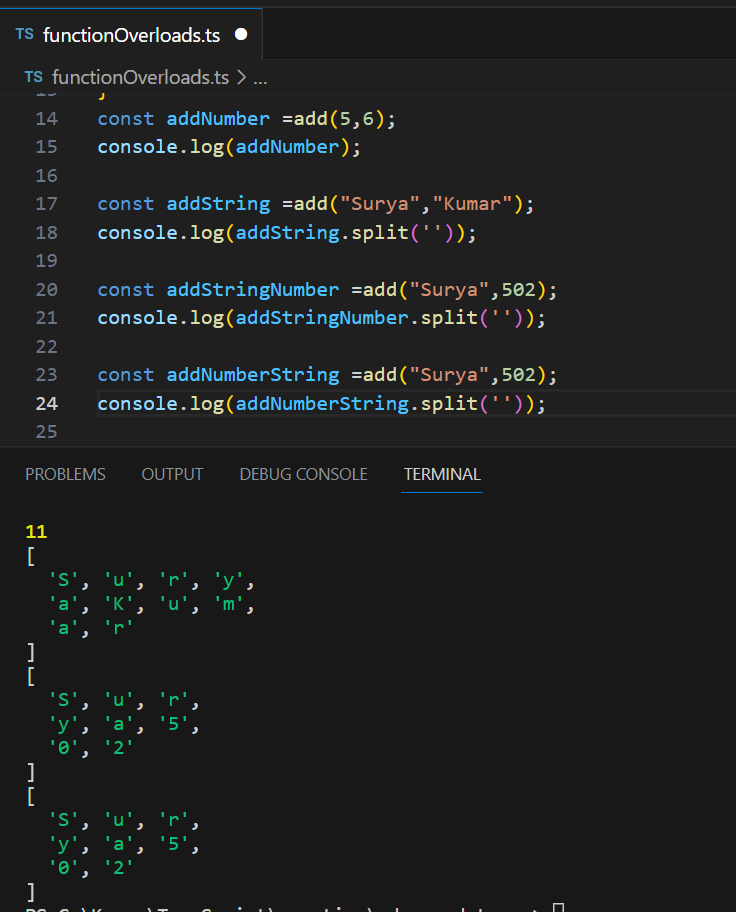 TS functionOverloads.ts
TS functionOverloads.ts > ...
14 const addNumber =add(5,6);
15 console.log(addNumber);
16
17 const addString =add("Surya","Kumar");
18 console.log(addString.split(''));
19
20 const addStringNumber =add("Surya",502);
21 console.log(addStringNumber.split(''));
22
23 const addNumberString =add("Surya",502);
24 console.log(addNumberString.split(''));
25
PROBLEMS OUTPUT DEBUG CONSOLE TERMINAL
11
[
'S', 'u', 'r', 'y',
'a', 'K', 'u', 'm',
'a', 'r'
]
[
'S', 'u', 'r',
'y', 'a', '5',
'0', '2'
]
[
'S', 'u', 'r',
'y', 'a', '5',
'0', '2'
]